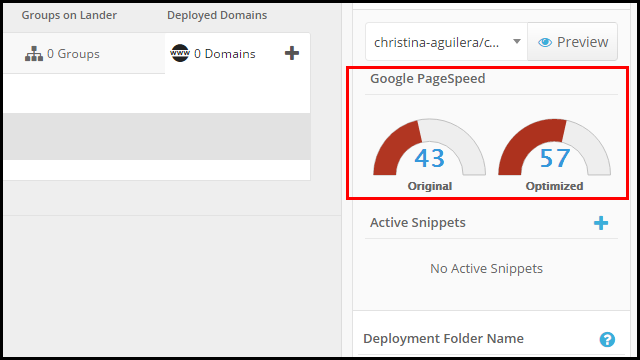 Groups on Lander
Deployed Domains
0 Groups
www 0 Domains
christina-aguilera/c...
Preview
Google PageSpeed
43
57
Original
Optimized
Active Snippets
No Active Snippets
Deployment Folder Name
?